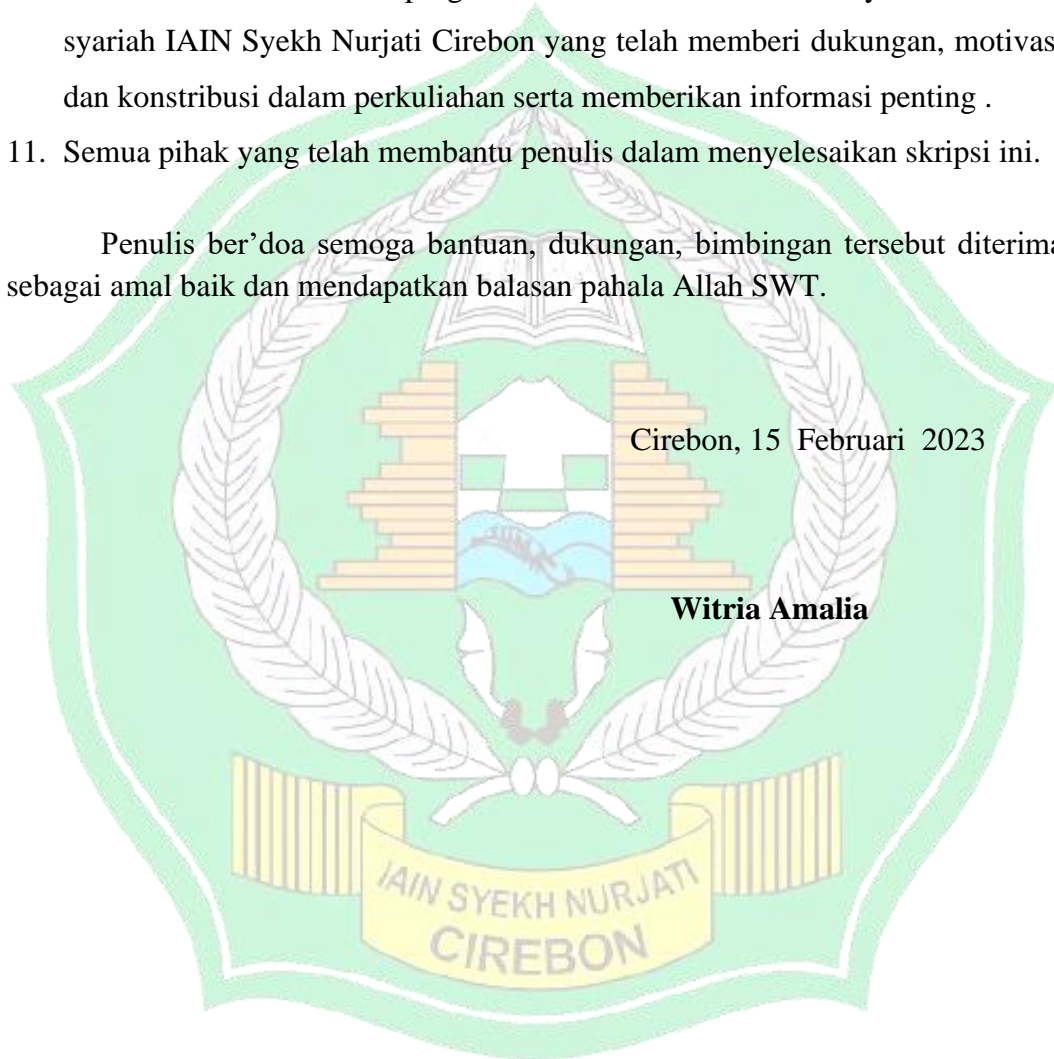 syariah IAIN Syekh Nurjati Cirebon yang telah memberi dukungan, motivas
dan konstribusi dalam perkuliahan serta memberikan informasi penting .
11. Semua pihak yang telah membantu penulis dalam menyelesaikan skripsi ini.
Penulis ber’doa semoga bantuan, dukungan, bimbingan tersebut diterima
sebagai amal baik dan mendapatkan balasan pahala Allah SWT.
Cirebon, 15 Februari 2023
Witria Amalia
IAIN SYEKH NURJATI
CIREBON